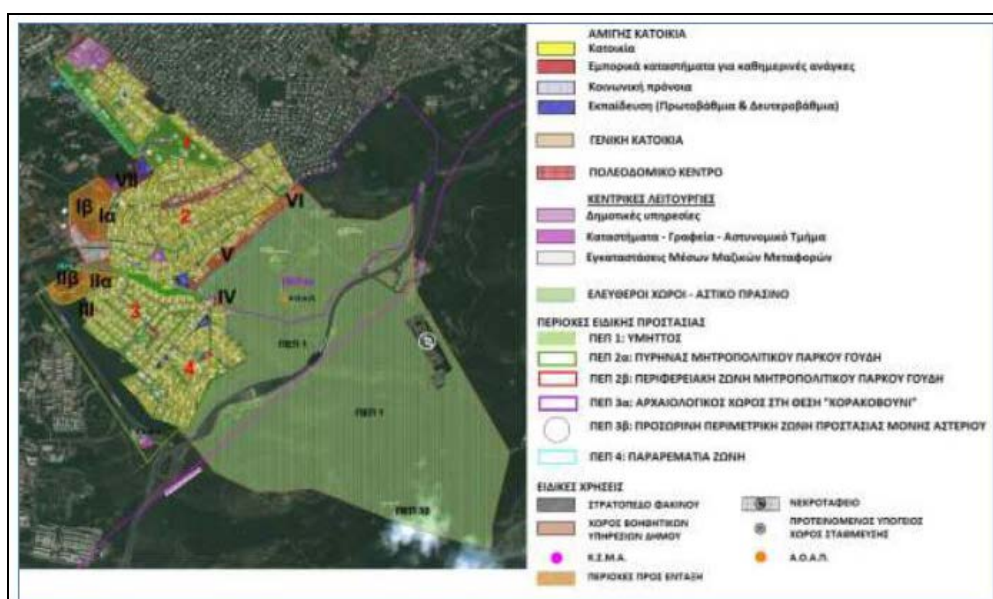 VII
Ιβ
Ια
2
VI
V
ΙΙβ
ΙΙα
III
3
IV
4
ΠΕΠ 1
ΠΕΠ 1
ΑΜΙΓΗΣ ΚΑΤΟΙΚΙΑ
Κατοικία
Εμπορικά καταστήματα για καθημερινές ανάγκες
Κοινωνική πρόνοια
Εκπαίδευση (Πρωτοβάθμια & Δευτεροβάθμια)
ΓΕΝΙΚΗ ΚΑΤΟΙΚΙΑ
ΠΟΛΕΟΔΟΜΙΚΟ ΚΕΝΤΡΟ
ΚΕΝΤΡΙΚΕΣ ΛΕΙΤΟΥΡΓΙΕΣ
Δημοτικές υπηρεσίες
Καταστήματα - Γραφεία - Αστυνομικό Τμήμα
Εγκαταστάσεις Μέσων Μαζικών Μεταφορών
ΕΛΕΥΘΕΡΟΙ ΧΩΡΟΙ - ΑΣΤΙΚΟ ΠΡΑΣΙΝΟ
ΠΕΡΙΟΧΕΣ ΕΙΔΙΚΗΣ ΠΡΟΣΤΑΣΙΑΣ
ΠΕΠ 1: ΥΜΗΤΤΟΣ
ΠΕΠ 2α: ΠΥΡΗΝΑΣ ΜΗΤΡΟΠΟΛΙΤΙΚΟΥ ΠΑΡΚΟΥ ΓΟΥΔΗ
ΠΕΠ 2β: ΠΕΡΙΦΕΡΕΙΑΚΗ ΖΩΝΗ ΜΗΤΡΟΠΟΛΙΤΙΚΟΥ ΠΑΡΚΟΥ ΓΟΥΔΗ
ΠΕΠ 3α: ΑΡΧΑΙΟΛΟΓΙΚΟΣ ΧΩΡΟΣ ΣΤΗ ΘΕΣΗ "ΚΟΡΑΚΟΒΟΥΝΙ"
ΠΕΠ 3β: ΠΡΟΣΩΡΙΝΗ ΠΕΡΙΜΕΤΡΙΚΗ ΖΩΝΗ ΠΡΟΣΤΑΣΙΑΣ ΜΟΝΗΣ ΑΣΤΕΡΙΟΥ
ΠΕΠ 4: ΠΑΡΑΡΕΜΑΤΙΑ ΖΩΝΗ
ΕΙΔΙΚΕΣ ΧΡΗΣΕΙΣ
ΣΤΡΑΤΟΠΕΔΟ ΦΑΚΙΝΟΥ
ΝΕΚΡΟΤΑΦΕΙΟ
ΧΩΡΟΣ ΒΟΗΘΗΤΙΚΩΝ
ΥΠΗΡΕΣΙΩΝ ΔΗΜΟΥ
ΠΡΟΤΕΙΝΟΜΕΝΟΣ ΥΠΟΓΕΙΟΣ
ΧΩΡΟΣ ΣΤΑΘΜΕΥΣΗΣ
Κ.Σ.Μ.Α.
Α.Ο.Α.Π.
ΠΕΡΙΟΧΕΣ ΠΡΟΣ ΕΝΤΑΞΗ